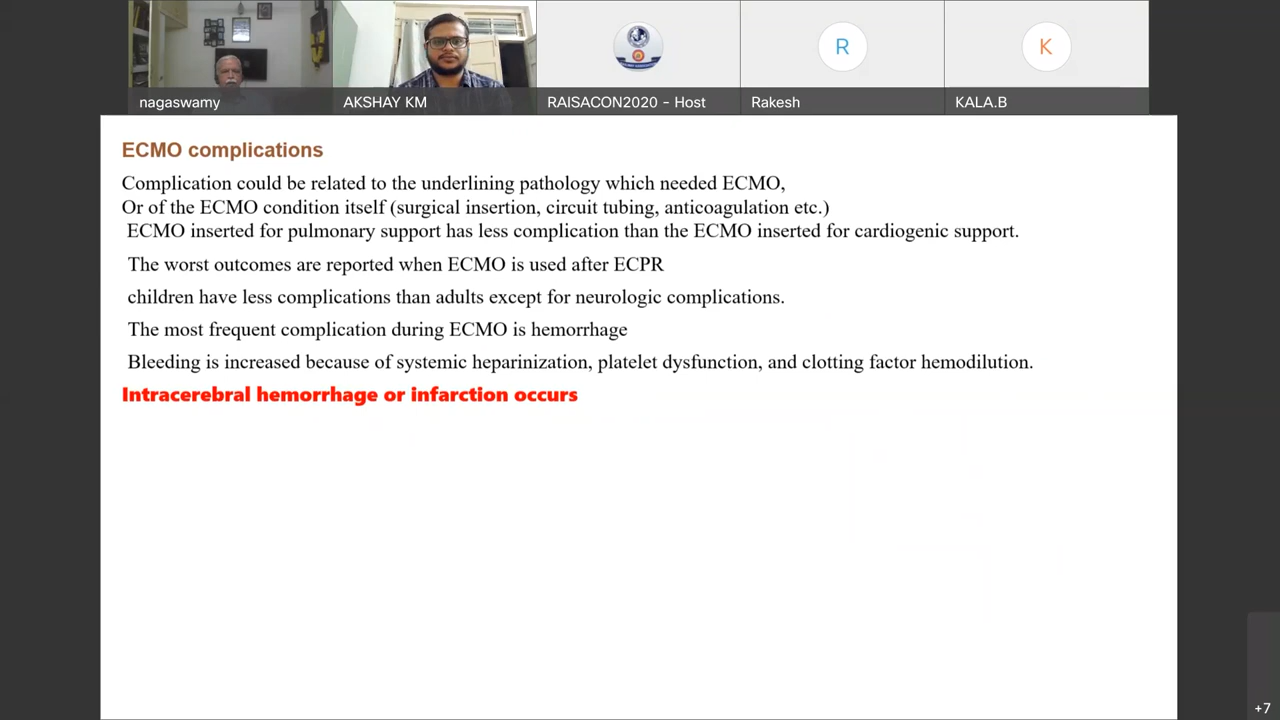 nagaswamy
AKSHAY KM
RAISACON2020 - Host
R
Rakesh
K
KALA.B
ECMO complications
Complication could be related to the underlining pathology which needed ECMO,
Or of the ECMO condition itself (surgical insertion, circuit tubing, anticoagulation etc.)
ECMO inserted for pulmonary support has less complication than the ECMO inserted for cardiogenic support.
The worst outcomes are reported when ECMO is used after ECPR
children have less complications than adults except for neurologic complications.
The most frequent complication during ECMO is hemorrhage
Bleeding is increased because of systemic heparinization, platelet dysfunction, and clotting factor hemodilution.
Intracerebral hemorrhage or infarction occurs
+7